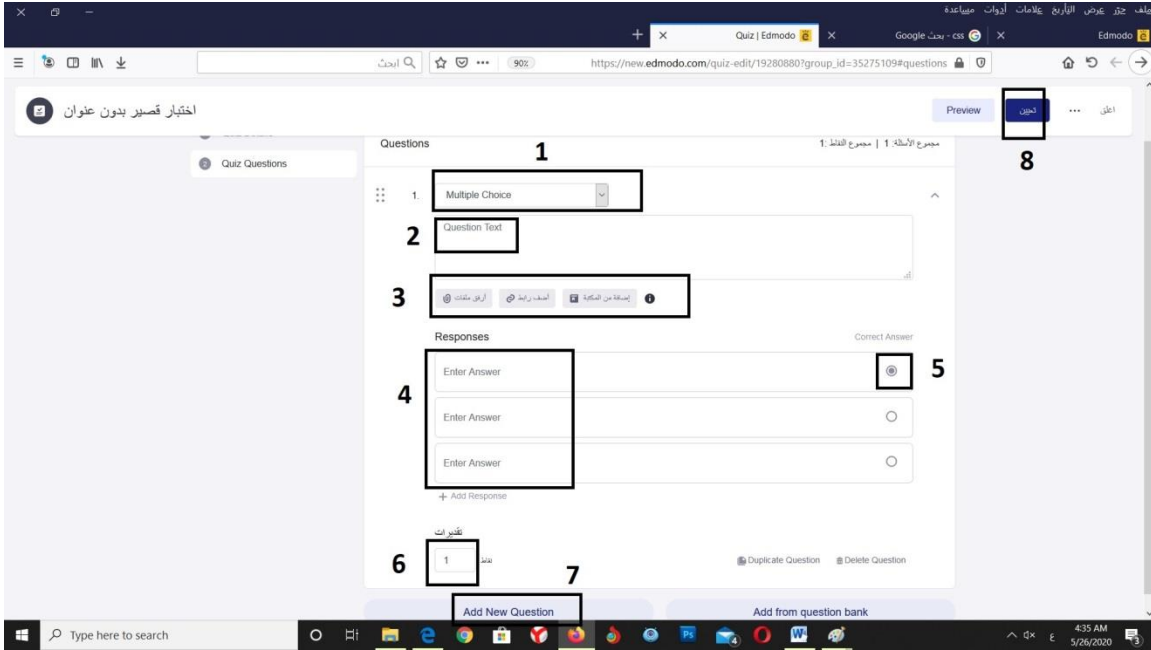 ملف تحرير عرض التأريخ علامات أدوات مساعدة
Edmodo
css - بحث Google
Quiz | Edmodo
https://new.edmodo.com/quiz-edit/19280880?group_id=35275109#questions
90%
ابحث
اختبار قصير بدون عنوان
Preview
تعيين
اغلق
8
2 Quiz Questions
Questions
مجموع الأسئلة: 1 | مجموع النقاط: 1
1
1. Multiple Choice
2
Question Text
3
أرفق ملفات
أضف رابط
إضافة من المكتبة
Responses
Correct Answer
4
Enter Answer
5
Enter Answer
Enter Answer
+ Add Response
تقديرات
6
1 نقاط
Duplicate Question
Delete Question
7
Add New Question
Add from question bank
Type here to search
4
ع
4:35 AM
5/26/2020
3